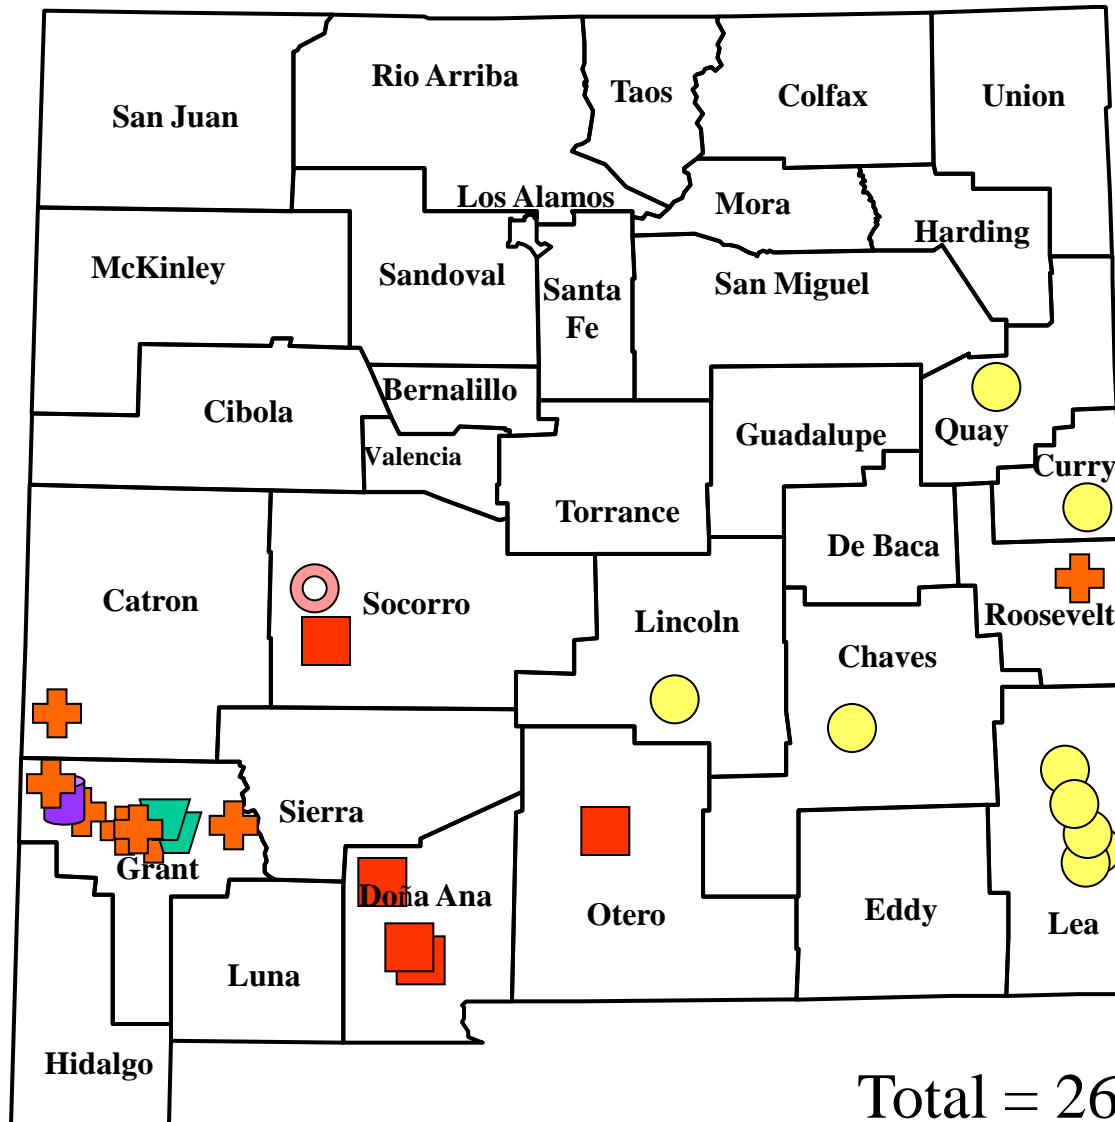 Rio Arriba
Taos
Colfax
Union
San Juan
Los Alamos
Mora
Harding
McKinley
Sandoval
Santa
Fe
San Miguel
Bernalillo
Cibola
Guadalupe
Quay
Valencia
Curry
Torrance
De Baca
Catron
Socorro
Lincoln
Roosevelt
Chaves
Sierra
Grant
Doña Ana
Otero
Eddy
Lea
Luna
Hidalgo
Total = 26